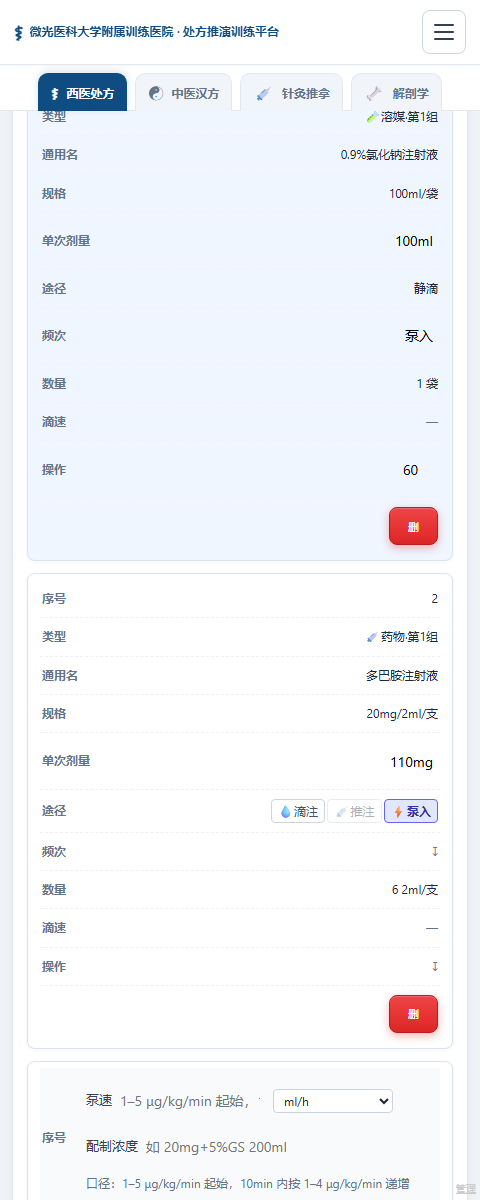 微光医科大学附属训练医院 · 处方推演训练平台
西医处方 中医汉方 针灸推拿 解剖学
类型 溶媒·第1组
通用名 0.9%氯化钠注射液
规格 100ml/袋
单次剂量 100ml
途径 静滴
频次 泵入
数量 1 袋
滴速 —
操作 60
删
序号 2
类型 药物·第1组
通用名 多巴胺注射液
规格 20mg/2ml/支
单次剂量 110mg
途径 滴注 推注 泵入
频次 ↧
数量 6 2ml/支
滴速 —
操作 ↧
删
泵速 1–5 μg/kg/min 起始， ml/h
序号
配制浓度 如 20mg+5%GS 200ml
口径：1–5 μg/kg/min 起始，10min 内按 1–4 μg/kg/min 递增
管理